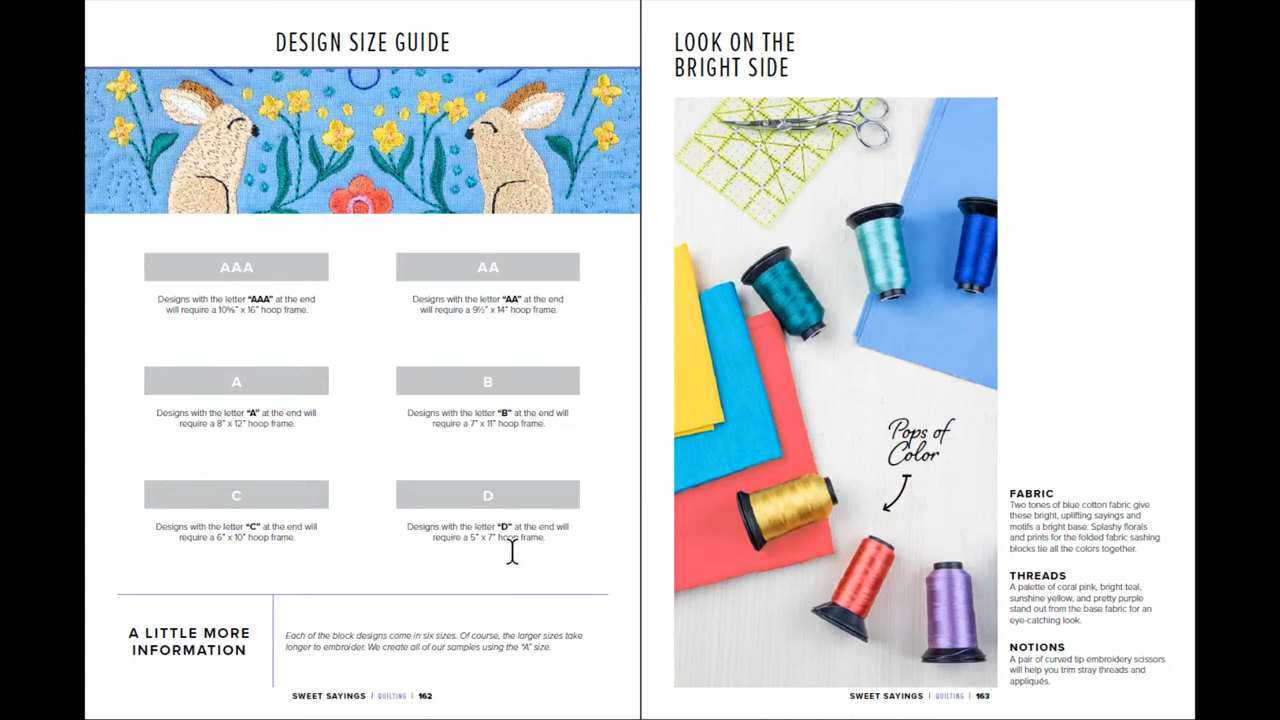 DESIGN SIZE GUIDE
AAA
Designs with the letter “AAA” at the end
will require a 10⅝” x 16” hoop frame.
AA
Designs with the letter “AA” at the end
will require a 9½” x 14” hoop frame.
A
Designs with the letter “A” at the end will
require a 8” x 12” hoop frame.
B
Designs with the letter “B” at the end will
require a 7” x 11” hoop frame.
C
Designs with the letter “C” at the end will
require a 6” x 10” hoop frame.
D
Designs with the letter “D” at the end will
require a 5” x 7” hoop frame.
A LITTLE MORE
INFORMATION
Each of the block designs come in six sizes. Of course, the larger sizes take
longer to embroider. We create all of our samples using the “A” size.
SWEET SAYINGS | QUILTING | 162
LOOK ON THE
BRIGHT SIDE
Pops of
Color
FABRIC
Two tones of blue cotton fabric give
these bright, uplifting sayings and
motifs a bright base. Splashy florals
and prints for the folded fabric sashing
blocks tie all the colors together.
THREADS
A palette of coral pink, bright teal,
sunshine yellow, and pretty purple
stand out from the base fabric for an
eye-catching look.
NOTIONS
A pair of curved tip embroidery scissors
will help you trim stray threads and
appliqués.
SWEET SAYINGS | QUILTING | 163